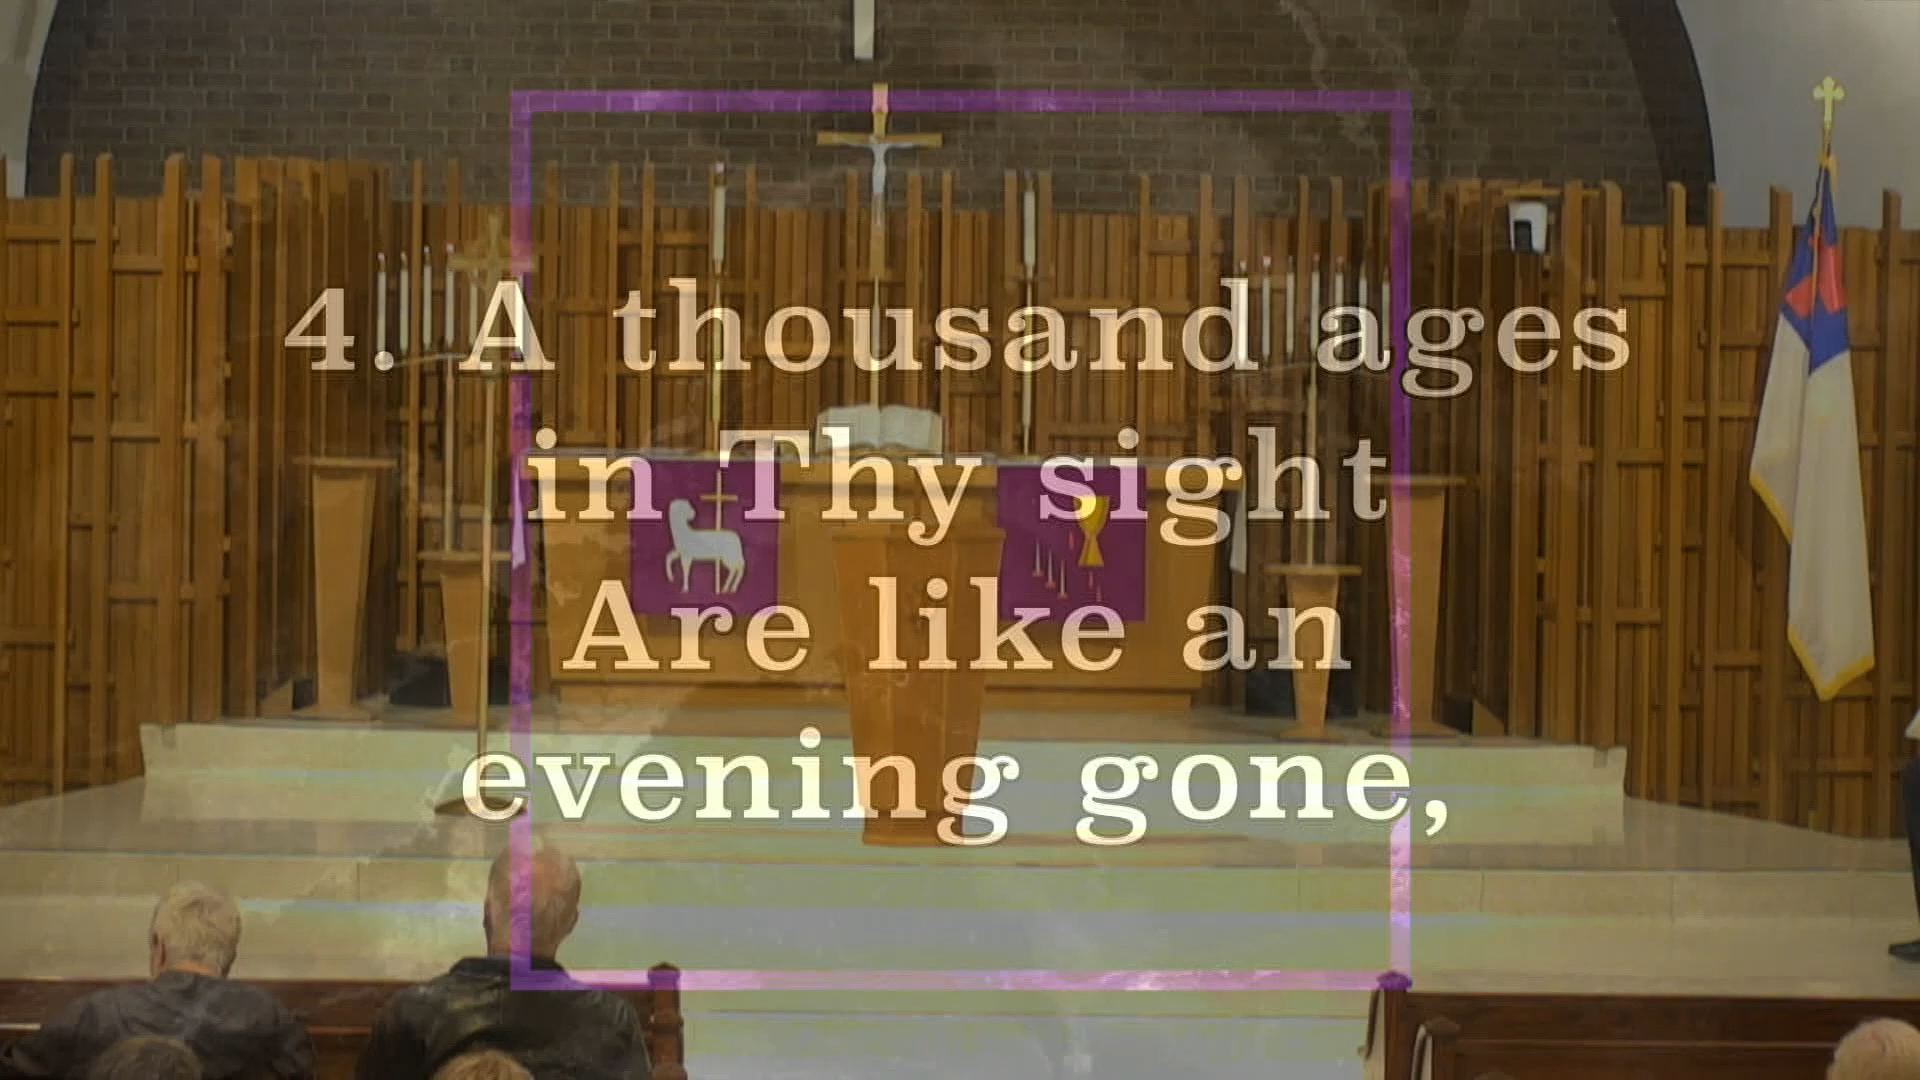 4. A thousand ages
in Thy sight
Are like an
evening gone,